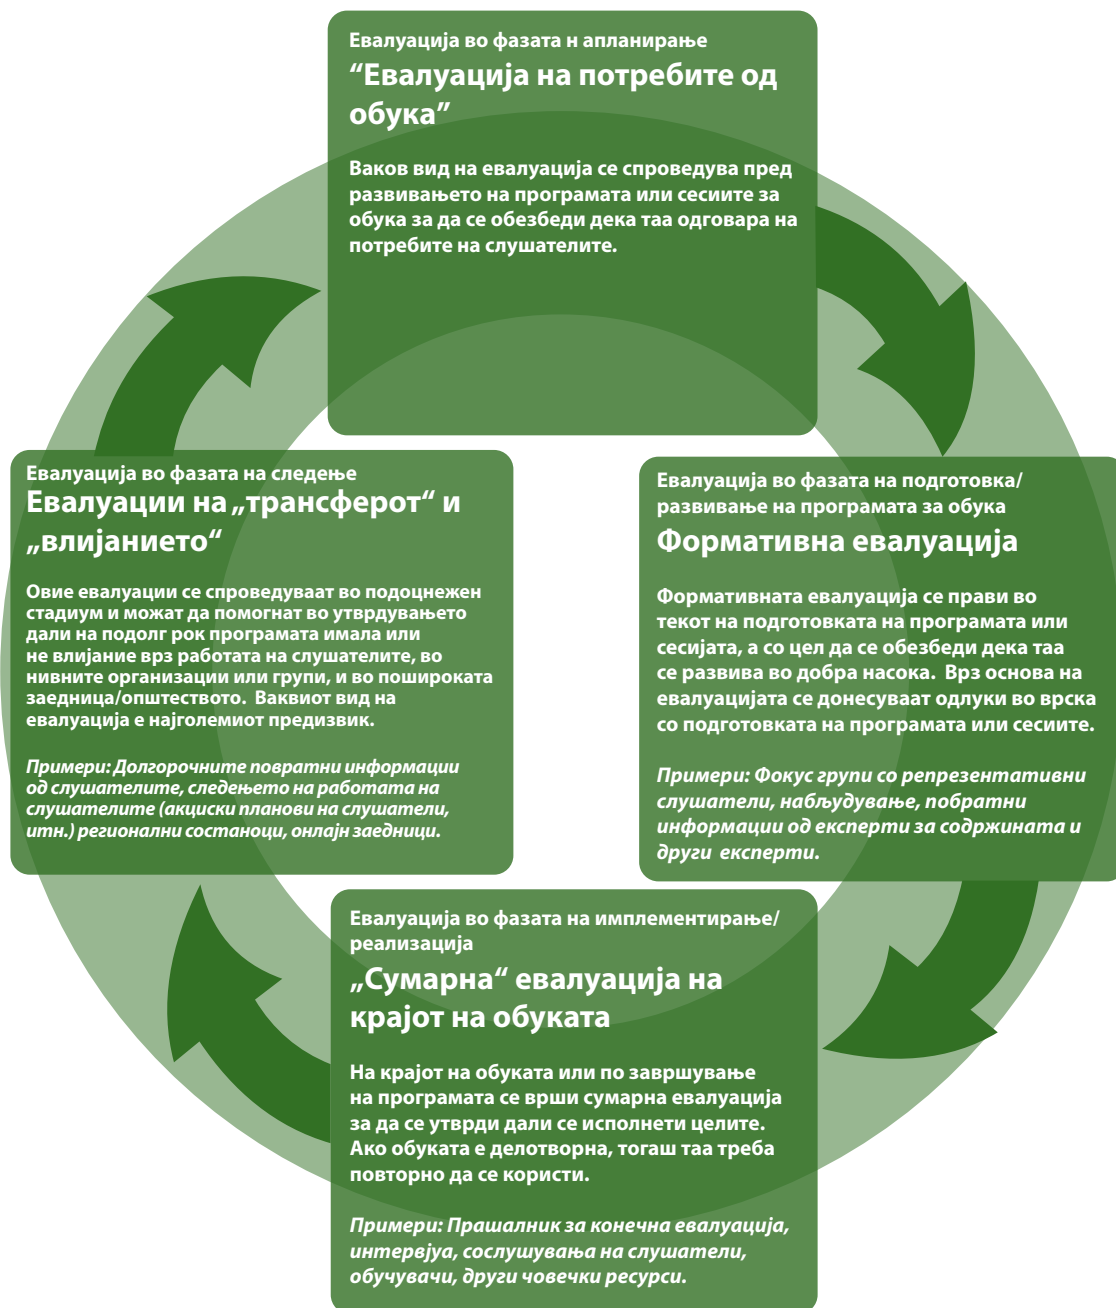 Евалуација во фазата н апланирање
“Евалуација на потребите од
обука”
Ваков вид на евалуација се спроведува пред
развивањето на програмата или сесиите за
обука за да се обезбеди дека таа одговара на
потребите на слушателите.
Евалуација во фазата на подготовка/
развивање на програмата за обука
Формативна евалуација
Формативната евалуација се прави во
текот на подготовката на програмата или
сесијата, а со цел да се обезбеди дека таа
се развива во добра насока. Врз основа на
евалуацијата се донесуваат одлуки во врска
со подготовката на програмата или сесиите.
Примери: Фокус групи со репрезентативни
слушатели, набљудување, побратни
информации од експерти за содржината и
други експерти.
Евалуација во фазата на имплементирање/
реализација
„Сумарна“ евалуација на
крајот на обуката
На крајот на обуката или по завршување
на програмата се врши сумарна евалуација
за да се утврди дали се исполнети целите.
Ако обуката е делотворна, тогаш таа треба
повторно да се користи.
Примери: Прашалник за конечна евалуација,
интервјуа, сослушувања на слушатели,
обучувачи, други човечки ресурси.
Евалуација во фазата на следење
Евалуации на „трансферот“ и
„влијанието“
Овие евалуации се спроведуваат во подоцнежен
стадиум и можат да помогнат во утврдувањето
дали на подолг рок програмата имала или
не влијание врз работата на слушателите, во
нивните организации или групи, и во пошироката
заедница/општеството. Ваквиот вид на
евалуација е најголемиот предизвик.
Примери: Долгорочните повратни информации
од слушателите, следењето на работата на
слушателите (акциски планови на слушатели,
итн.) регионални состаноци, онлајн заедници.